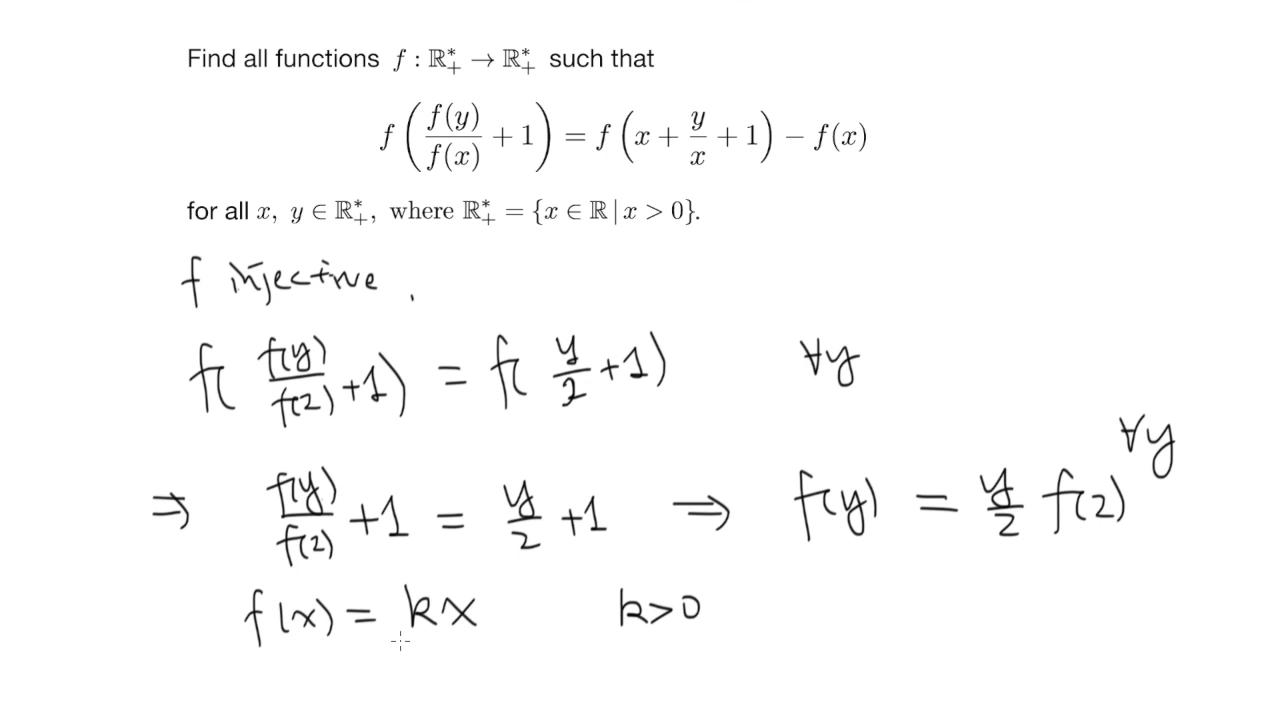 Find all functions f : ℝ₊* → ℝ₊* such that
f(f(y)/f(x) + 1) = f(x + y/x + 1) − f(x)
for all x, y ∈ ℝ₊*, where ℝ₊* = {x ∈ ℝ | x > 0}.
f injective.
f(f(y)/f(2) + 1) = f(y/2 + 1) ∀y
⇒ f(y)/f(2) + 1 = y/2 + 1 ⇒ f(y) = y/2 f(2) ∀y
f(x) = kx k>0